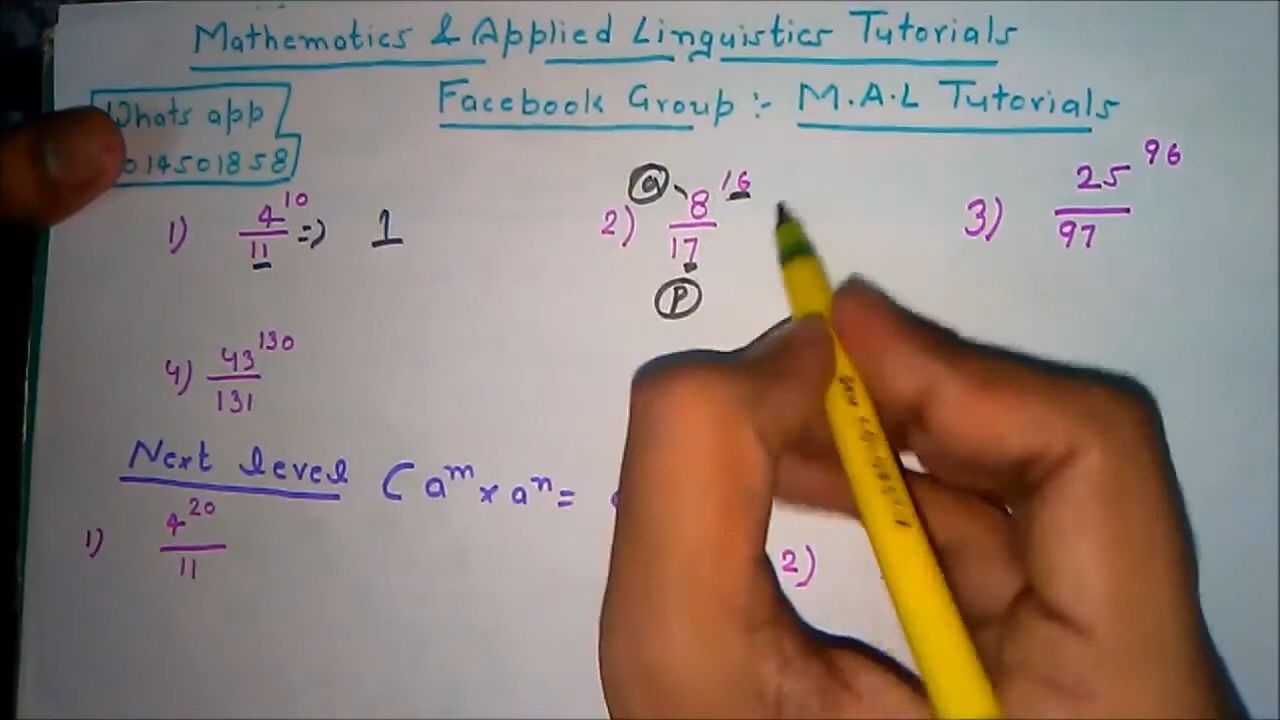 Mathematics & Applied Linguistics Tutorials
Whats app
Facebook Group :- M.A.L Tutorials
014501858
1) 4^10/11 => 1
2) a 8^16/17 P
3) 25^96/97
4) 43^130/131
Next level (a^m x a^n =
1) 4^20/11
2)